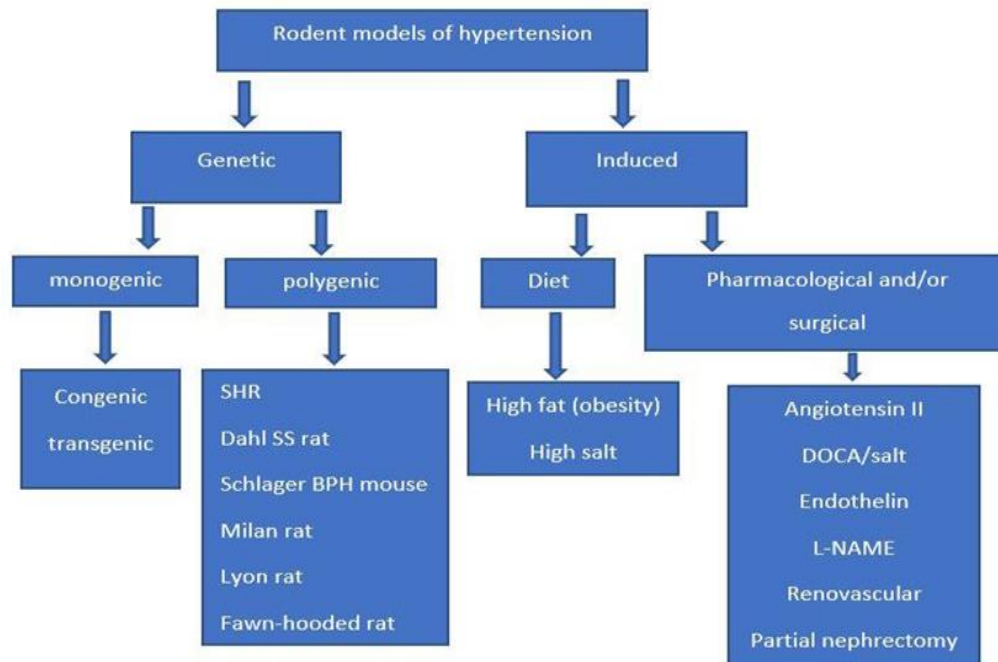 Rodent models of hypertension
Genetic
Induced
monogenic
polygenic
Diet
Pharmacological and/or
surgical
Congenic
transgenic
SHR
Dahl SS rat
Schlager BPH mouse
Milan rat
Lyon rat
Fawn-hooded rat
High fat (obesity)
High salt
Angiotensin II
DOCA/salt
Endothelin
L-NAME
Renovascular
Partial nephrectomy